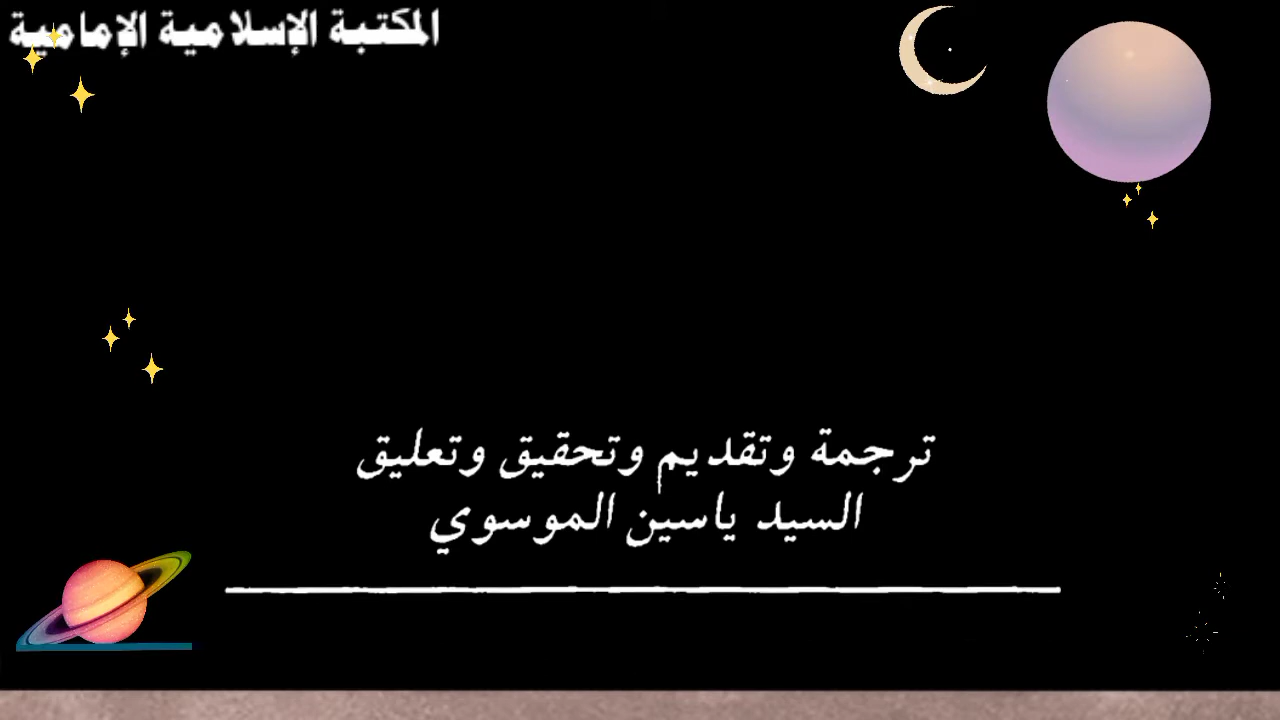 المكتبة الإسلامية الإمامية
ترجمة وتقديم وتحقيق وتعليق
السيد ياسين الموسوي